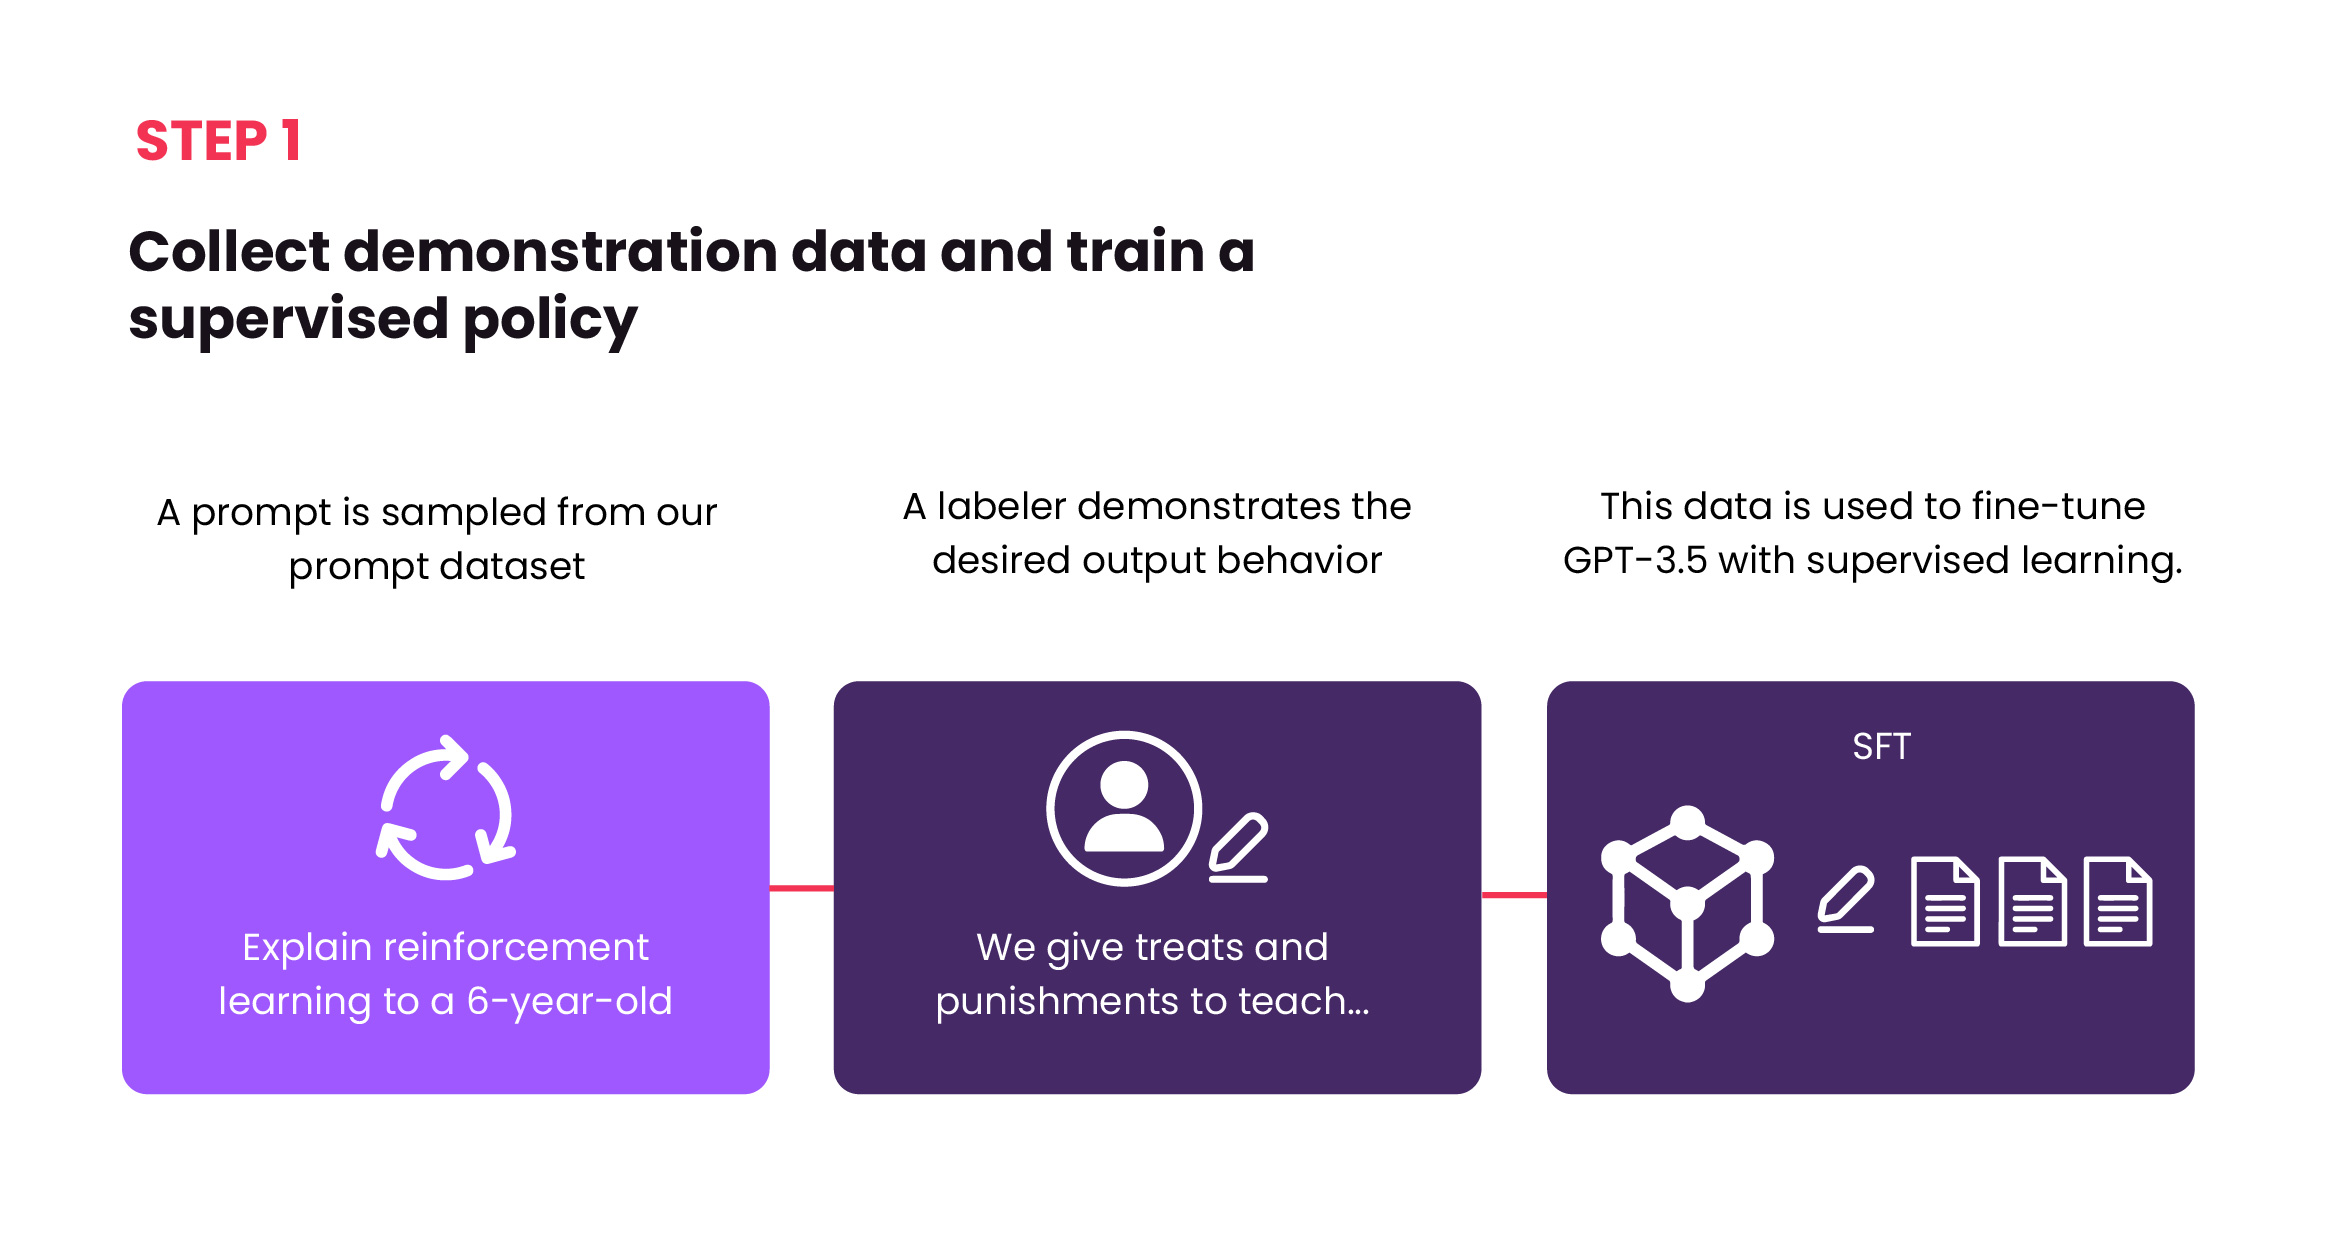 STEP 1
Collect demonstration data and train a
supervised policy
A prompt is sampled from our
prompt dataset
A labeler demonstrates the
desired output behavior
This data is used to fine-tune
GPT-3.5 with supervised learning.
Explain reinforcement
learning to a 6-year-old
We give treats and
punishments to teach...
SFT